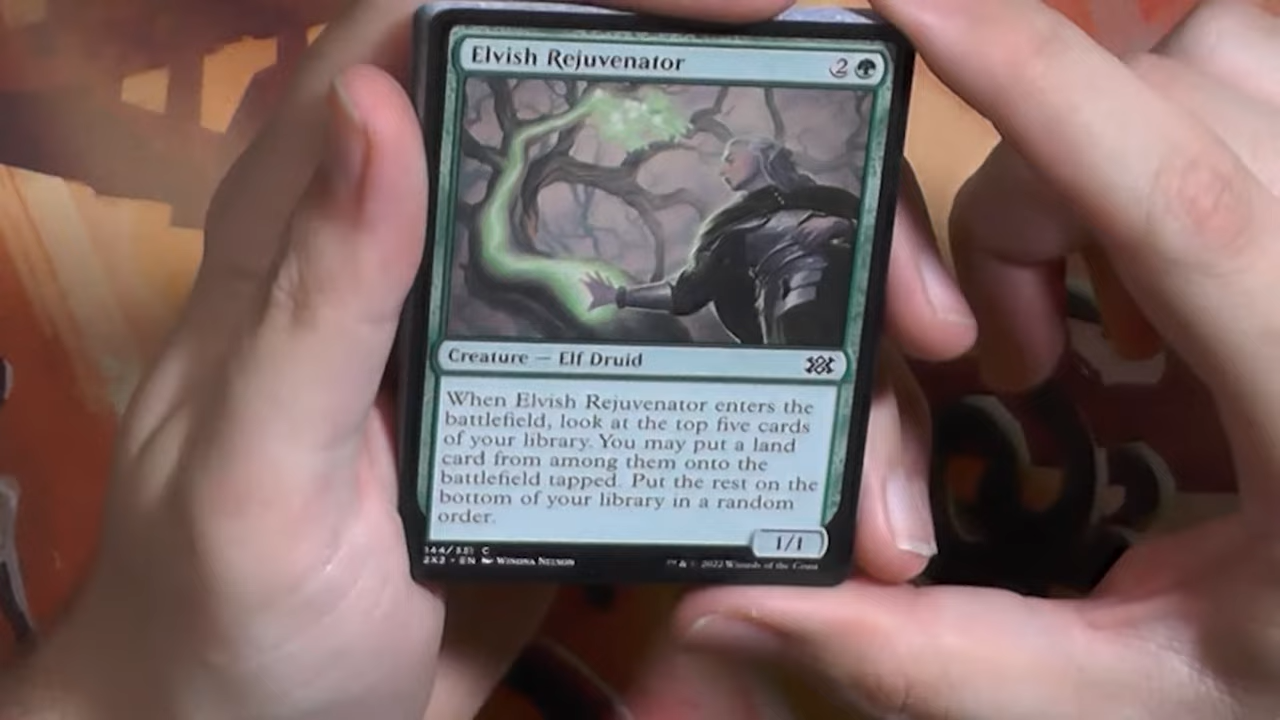 Elvish Rejuvenator 2
Creature — Elf Druid
When Elvish Rejuvenator enters the
battlefield, look at the top five cards
of your library. You may put a land
card from among them onto the
battlefield tapped. Put the rest on the
bottom of your library in a random
order.
1/1
144/331 C
2X2 • EN Winona Nelson
™ & © 2022 Wizards of the Coast